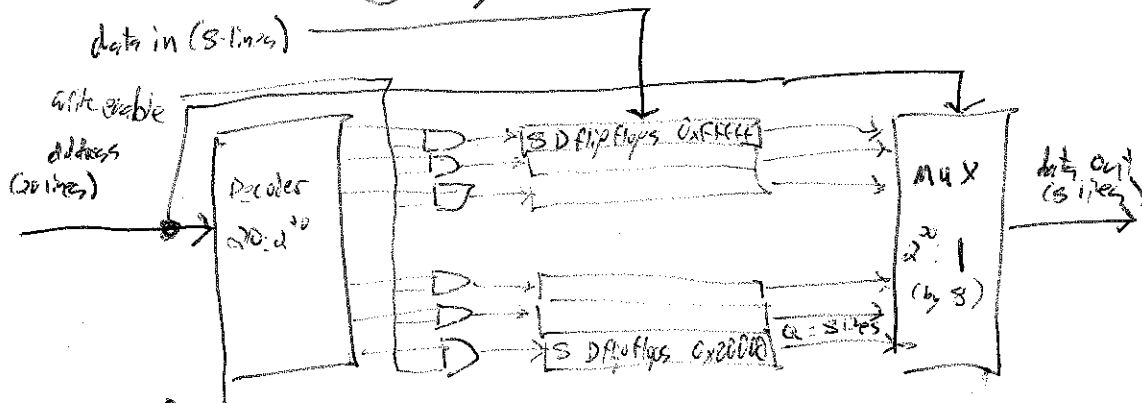 data in (8-lines)
write enable
address
(20 lines)
Decoder
20:2^20
8 D flipflops 0xFFFFF
8 D flipflops 0x00000
Q = 8 lines
MUX
2^20:1
(by 8)
data out
(8 lines)